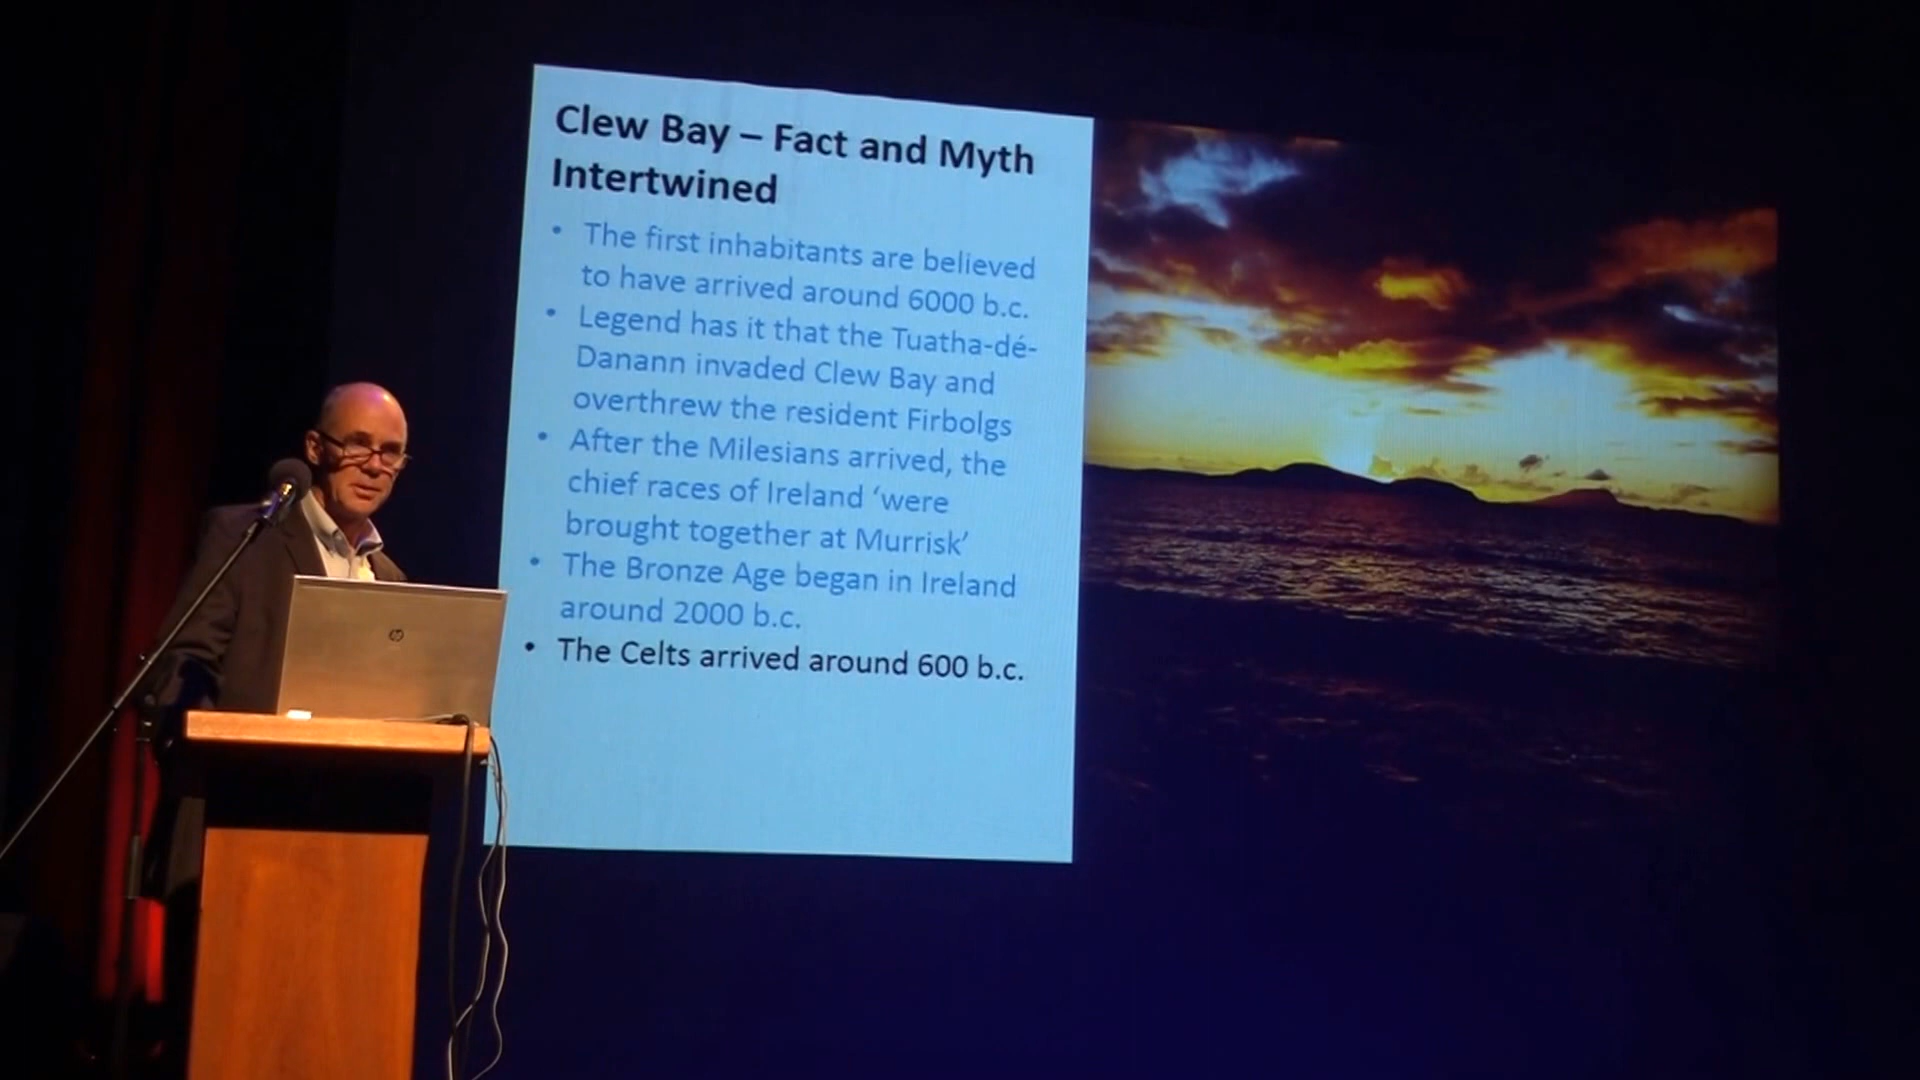 Clew Bay – Fact and Myth
Intertwined
• The first inhabitants are believed
to have arrived around 6000 b.c.
• Legend has it that the Tuatha-dé-
Danann invaded Clew Bay and
overthrew the resident Firbolgs
• After the Milesians arrived, the
chief races of Ireland ‘were
brought together at Murrisk’
• The Bronze Age began in Ireland
around 2000 b.c.
• The Celts arrived around 600 b.c.
hp